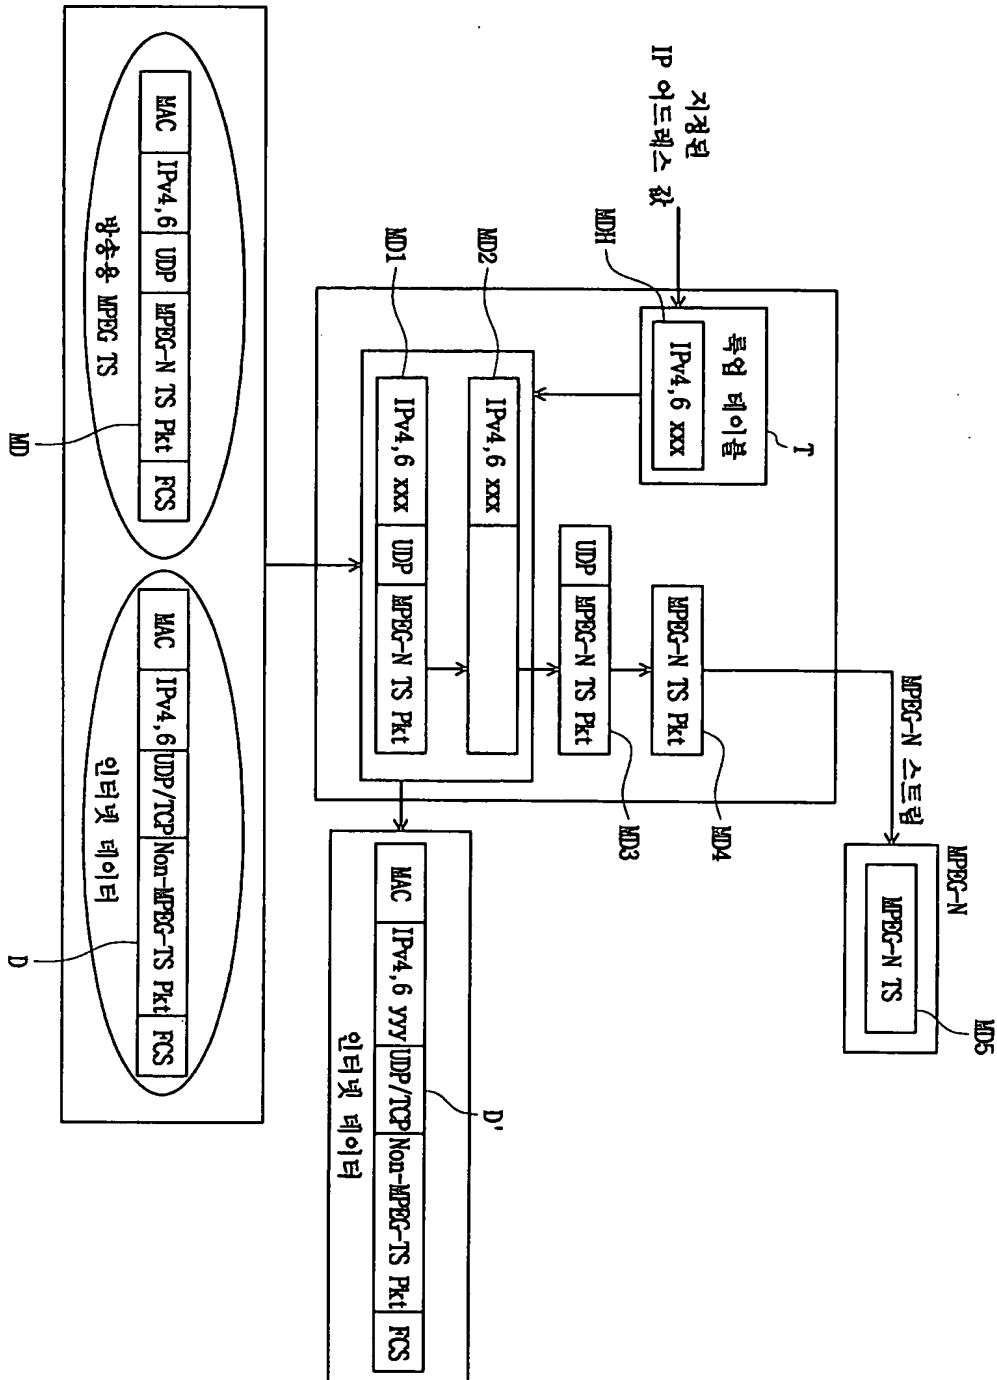 MD5
MPEG-N
MPEG-N 스트림
MPEG-N TS
T
룩업 테이블
MD4
지정된
IP 어드레스 값
IPv4,6 xxx
MPEG-N TS Pkt
MD3
MDH
UDP MPEG-N TS Pkt
MD2
IPv4,6 xxx
D'
MD1
IPv4,6 xxx UDP MPEG-N TS Pkt
MAC IPv4,6 yyy UDP/TCP Non-MPEG-TS Pkt FCS
인터넷 데이터
MAC IPv4,6 UDP MPEG-N TS Pkt FCS
MAC IPv4,6 UDP/TCP Non-MPEG-TS Pkt FCS
방송용 MPEG TS
인터넷 데이터
MD
D